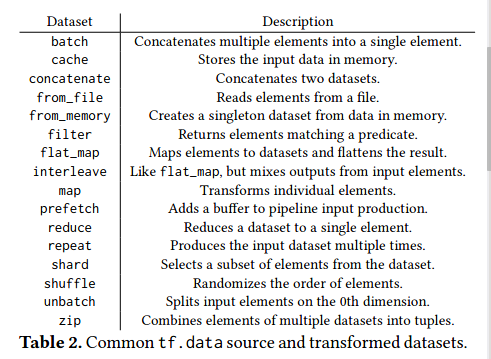 Dataset Description
batch Concatenates multiple elements into a single element.
cache Stores the input data in memory.
concatenate Concatenates two datasets.
from_file Reads elements from a file.
from_memory Creates a singleton dataset from data in memory.
filter Returns elements matching a predicate.
flat_map Maps elements to datasets and flattens the result.
interleave Like flat_map, but mixes outputs from input elements.
map Transforms individual elements.
prefetch Adds a buffer to pipeline input production.
reduce Reduces a dataset to a single element.
repeat Produces the input dataset multiple times.
shard Selects a subset of elements from the dataset.
shuffle Randomizes the order of elements.
unbatch Splits input elements on the 0th dimension.
zip Combines elements of multiple datasets into tuples.
Table 2. Common tf.data source and transformed datasets.